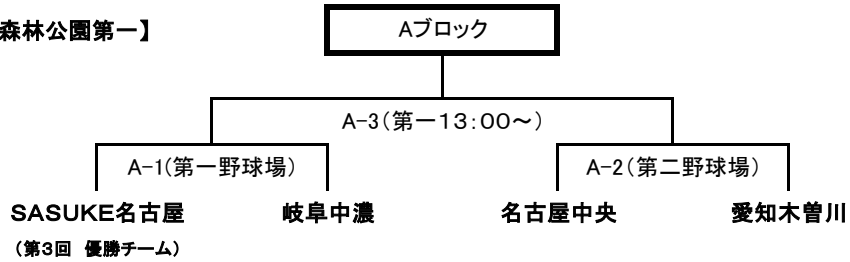 森林公園第一】
Aブロック
A-3（第一13：00～）
A-1(第一野球場）
A-2（第二野球場）
SASUKE名古屋
岐阜中濃
名古屋中央
愛知木曽川
（第3回 優勝チーム）